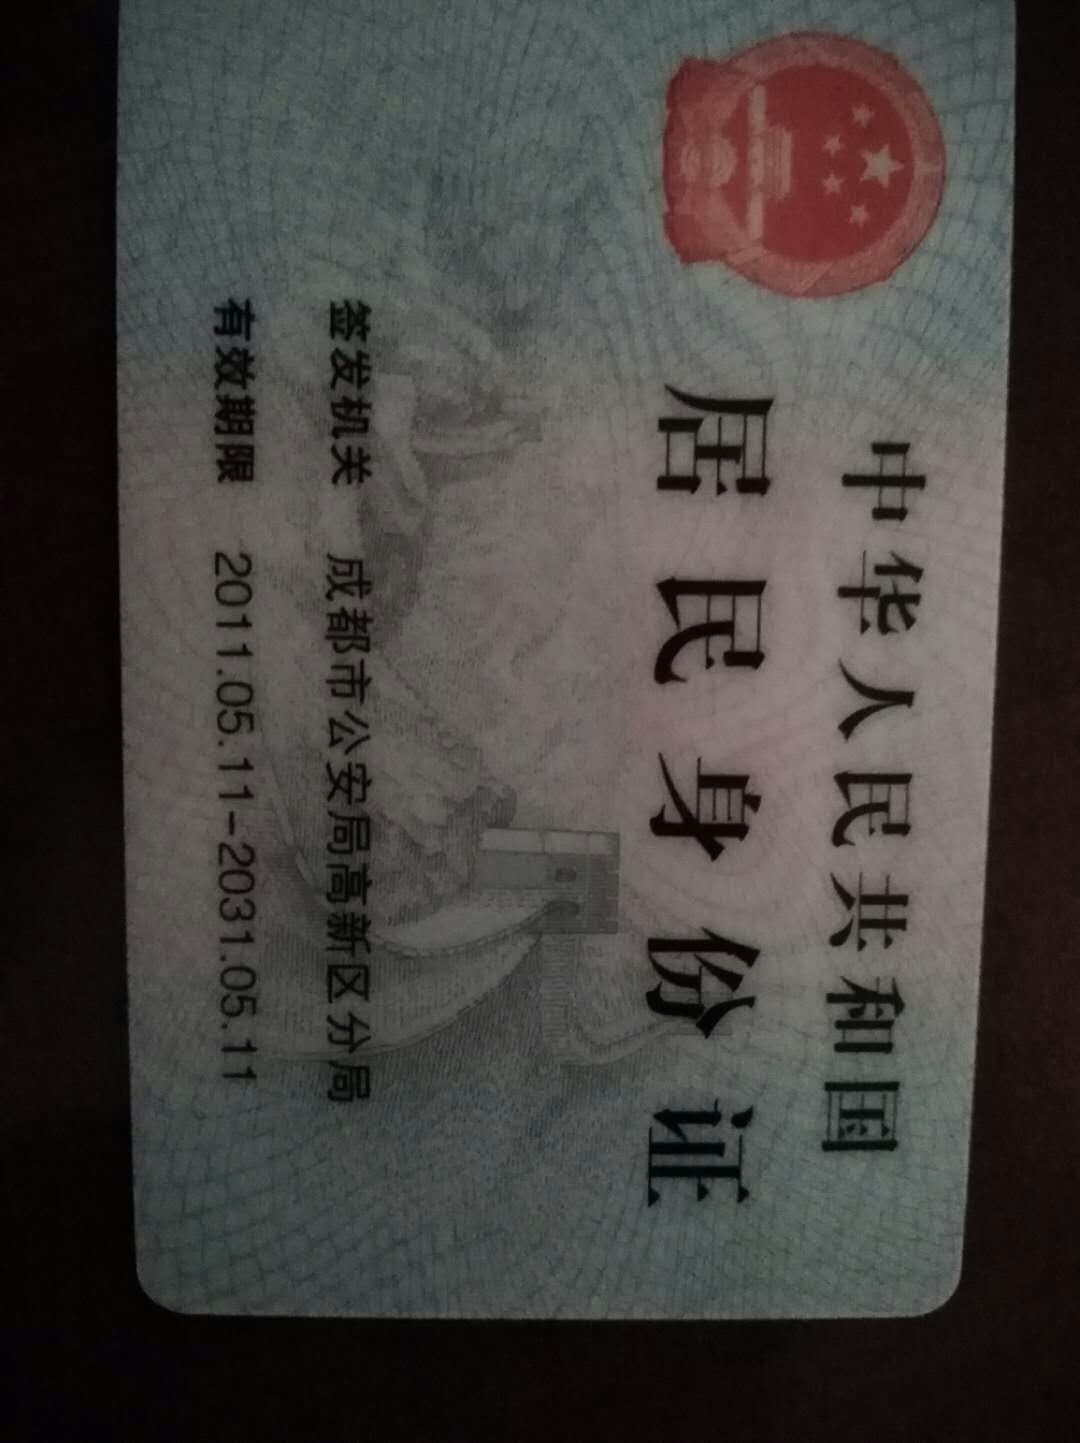 中华人民共和国
居民身份证
签发机关 成都市公安局高新区分局
有效期限 2011.05.11-2031.05.11